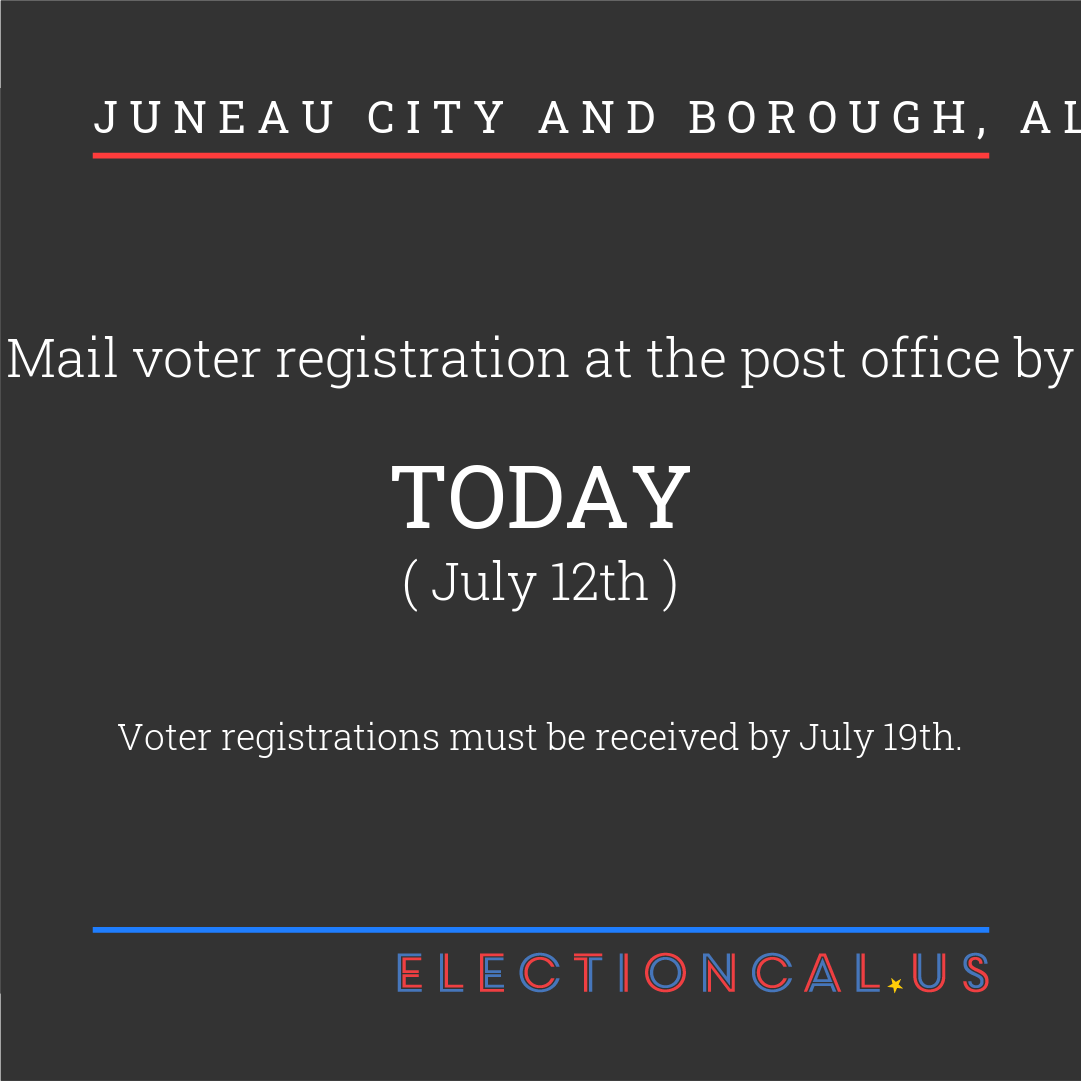 JUNEAU CITY AND BOROUGH, AL
Mail voter registration at the post office by
TODAY
( July 12th )
Voter registrations must be received by July 19th.
ELECTIONCAL.US